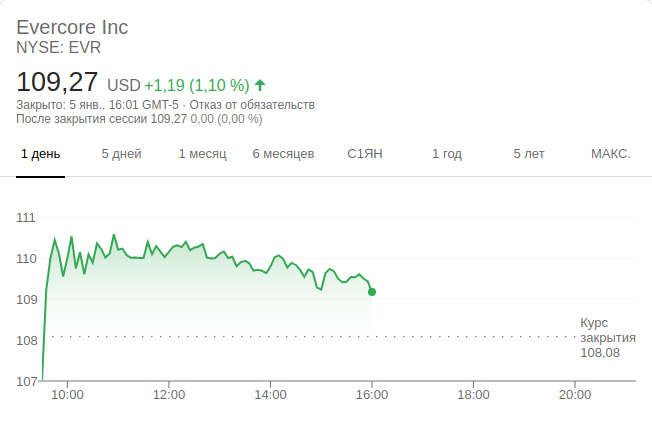 Evercore Inc
NYSE: EVR
109,27 USD +1,19 (1,10 %)
Закрыто: 5 янв., 16:01 GMT-5 · Отказ от обязательств
После закрытия сессии 109,27 0,00 (0,00 %)
1 день 5 дней 1 месяц 6 месяцев С1ЯН 1 год 5 лет МАКС.
111
110
109
Курс
108 закрытия
108,08
107
10:00 12:00 14:00 16:00 18:00 20:00